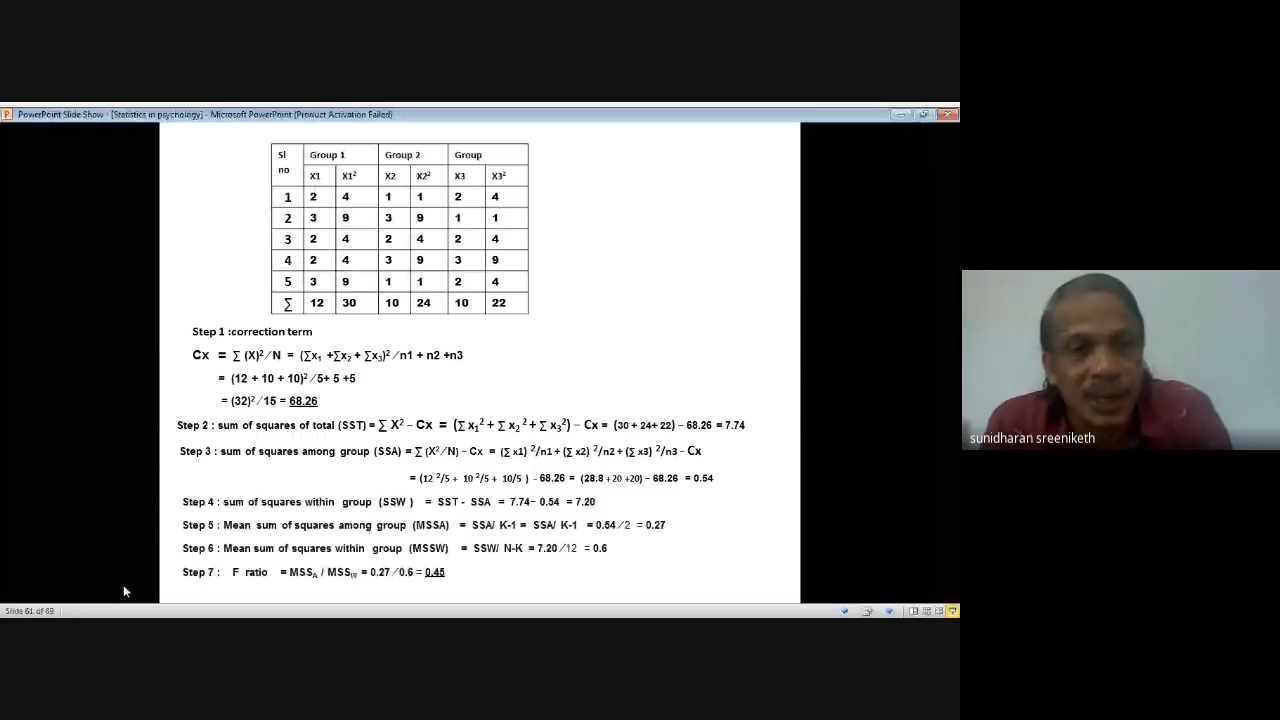 PowerPoint Slide Show - [Statistics in psychology] - Microsoft PowerPoint (Product Activation Failed)
Sl no Group 1 Group 2 Group
X1 X1² X2 X2² X3 X3²
1 2 4 1 1 2 4
2 3 9 3 9 1 1
3 2 4 2 4 2 4
4 2 4 3 9 3 9
5 3 9 1 1 2 4
∑ 12 30 10 24 10 22
Step 1 :correction term
Cx = ∑ (X)²/N = (∑x₁ +∑x₂ + ∑x₃)² /n1 + n2 +n3
= (12 + 10 + 10)² /5+ 5 +5
= (32)² /15 = 68.26
Step 2 : sum of squares of total (SST) = ∑ X² – Cx = (∑ x₁² + ∑ x₂² + ∑ x₃²) – Cx = (30 + 24+ 22) – 68.26 = 7.74
Step 3 : sum of squares among group (SSA) = ∑ (X²/N) – Cx = (∑ x1) ²/n1 + (∑ x2) ²/n2 + (∑ x3) ²/n3 – Cx
= (12 ²/5 + 10 ²/5 + 10/5 ) – 68.26 = (28.8 +20 +20) – 68.26 = 0.54
Step 4 : sum of squares within group (SSW ) = SST - SSA = 7.74– 0.54 = 7.20
Step 5 : Mean sum of squares among group (MSSA) = SSA/ K-1 = SSA/ K-1 = 0.54 /2 = 0.27
Step 6 : Mean sum of squares within group (MSSW) = SSW/ N-K = 7.20 /12 = 0.6
Step 7 : F ratio = MSS_A / MSS_W = 0.27 /0.6 = 0.45
Slide 61 of 69
sunidharan sreeniketh